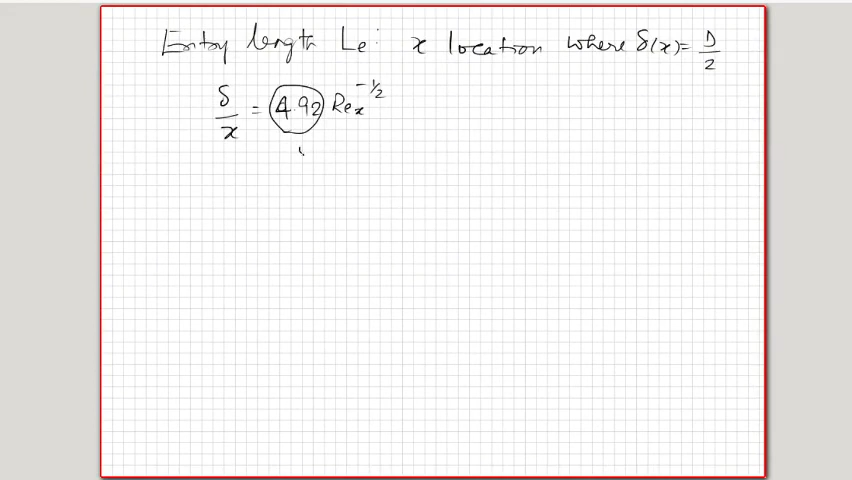 Entry length Le: x location where δ(x) = D/2
δ/x = 4.92 Reₓ^-1/2